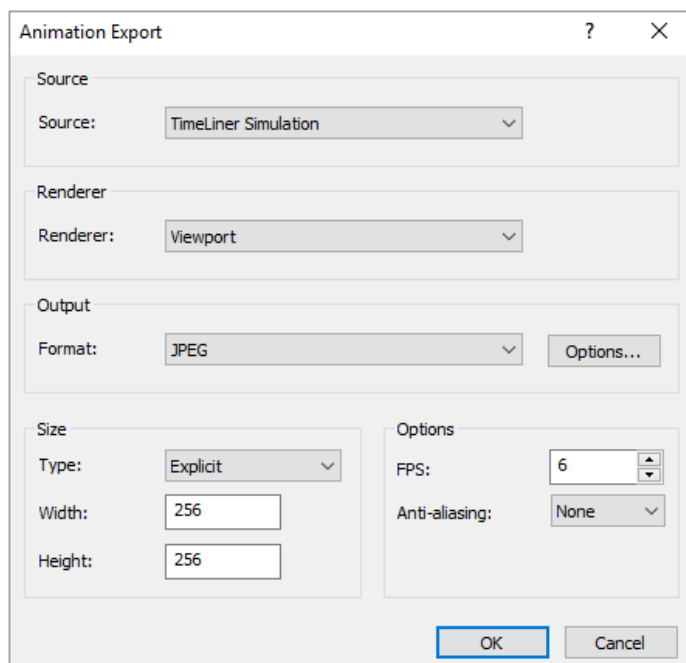 Animation Export ?
Source
Source: TimeLiner Simulation
Renderer
Renderer: Viewport
Output
Format: JPEG Options...
Size
Type: Explicit
Width: 256
Height: 256
Options
FPS: 6
Anti-aliasing: None
OK Cancel